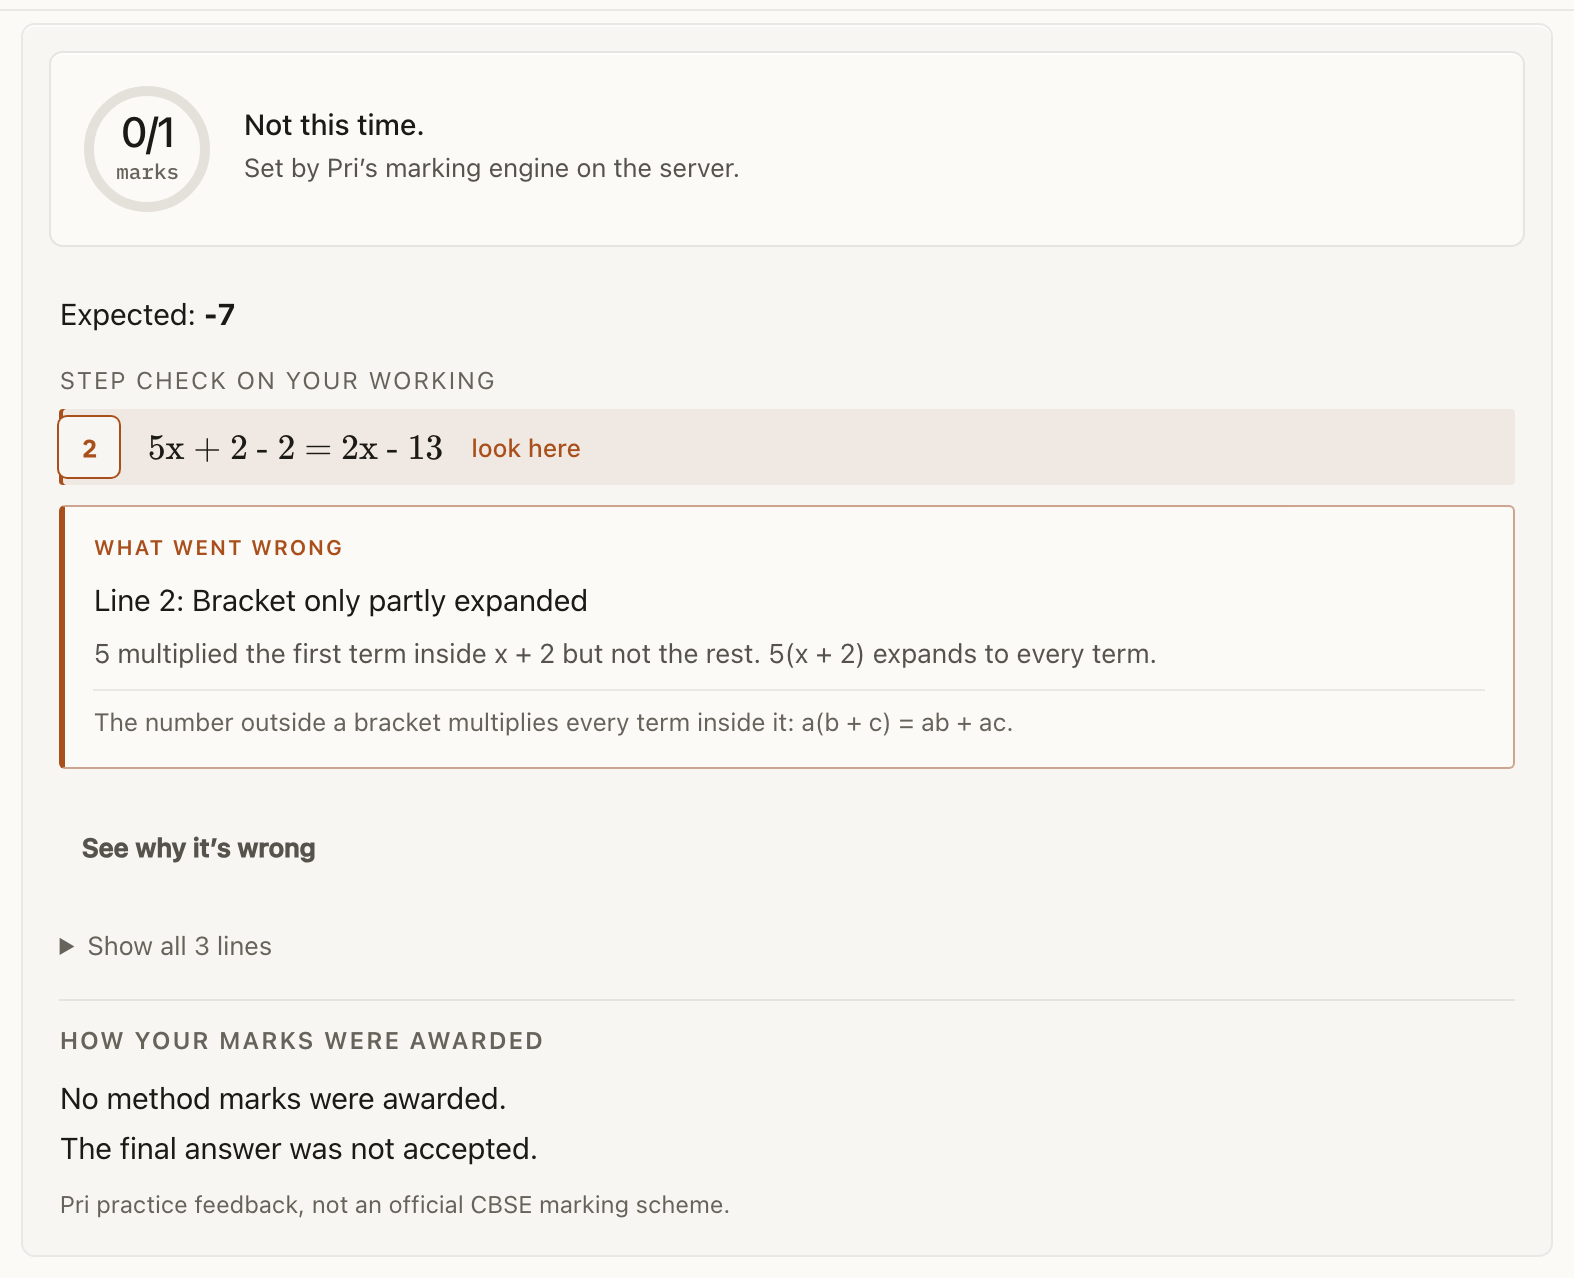 0/1
marks
Not this time.
Set by Pri’s marking engine on the server.
Expected: -7
STEP CHECK ON YOUR WORKING
2 5x + 2 - 2 = 2x - 13 look here
WHAT WENT WRONG
Line 2: Bracket only partly expanded
5 multiplied the first term inside x + 2 but not the rest. 5(x + 2) expands to every term.
The number outside a bracket multiplies every term inside it: a(b + c) = ab + ac.
See why it’s wrong
▶ Show all 3 lines
HOW YOUR MARKS WERE AWARDED
No method marks were awarded.
The final answer was not accepted.
Pri practice feedback, not an official CBSE marking scheme.